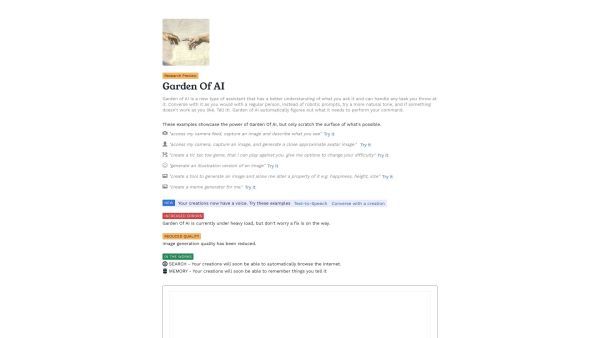 Research Preview
Garden Of AI
Garden of AI is a new type of assistant that has a better understanding of what you ask it and can handle any task you throw at
it. Converse with it as you would with a regular person, instead of robotic prompts, try a more natural tone, and if something
doesn't work as you like, Tell it!. Garden of AI automatically figures out what it needs to perform your command.
These examples showcase the power of Garden Of AI, but only scratch the surface of what's possible.
"access my camera feed, capture an image and describe what you see" Try it
"access my camera, capture an image, and generate a close approximate avatar image" Try it
"create a tic tac toe game, that I can play against you, give me options to change your difficulty" Try it
"generate an illustration version of an image" Try it
"create a tool to generate an image and allow me alter a property of it e.g. happiness, height, size" Try it
"create a meme generator for me." Try it
NEW Your creations now have a voice. Try these examples Text-to-Speech Converse with a creation
INCREASED ERRORS
Garden Of AI is currently under heavy load, but don't worry a fix is on the way.
REDUCED QUALITY
Image generation quality has been reduced.
IN THE WORKS
SEARCH - Your creations will soon be able to automatically browse the internet.
MEMORY - Your creations will soon be able to remember things you tell it